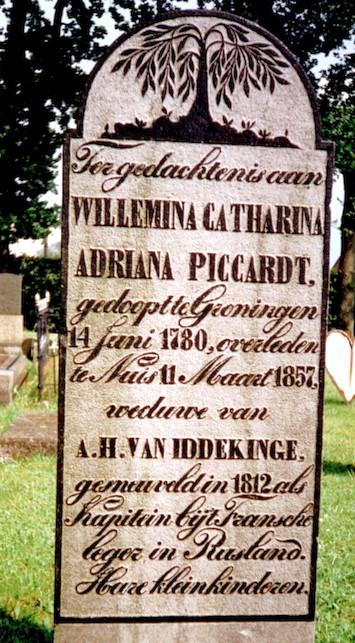 Ter gedachtenis aan
WILLEMINA CATHARINA
ADRIANA PICCARDT,
gedoopt te Groningen
14 Juni 1780, overleden
te Nuis 11 Maart 1857,
weduwe van
A.H. VAN IDDEKINGE,
gesneuveld in 1812 als
Kapitein bijt Fransche
leger in Rusland.
Hare kleinkinderen.